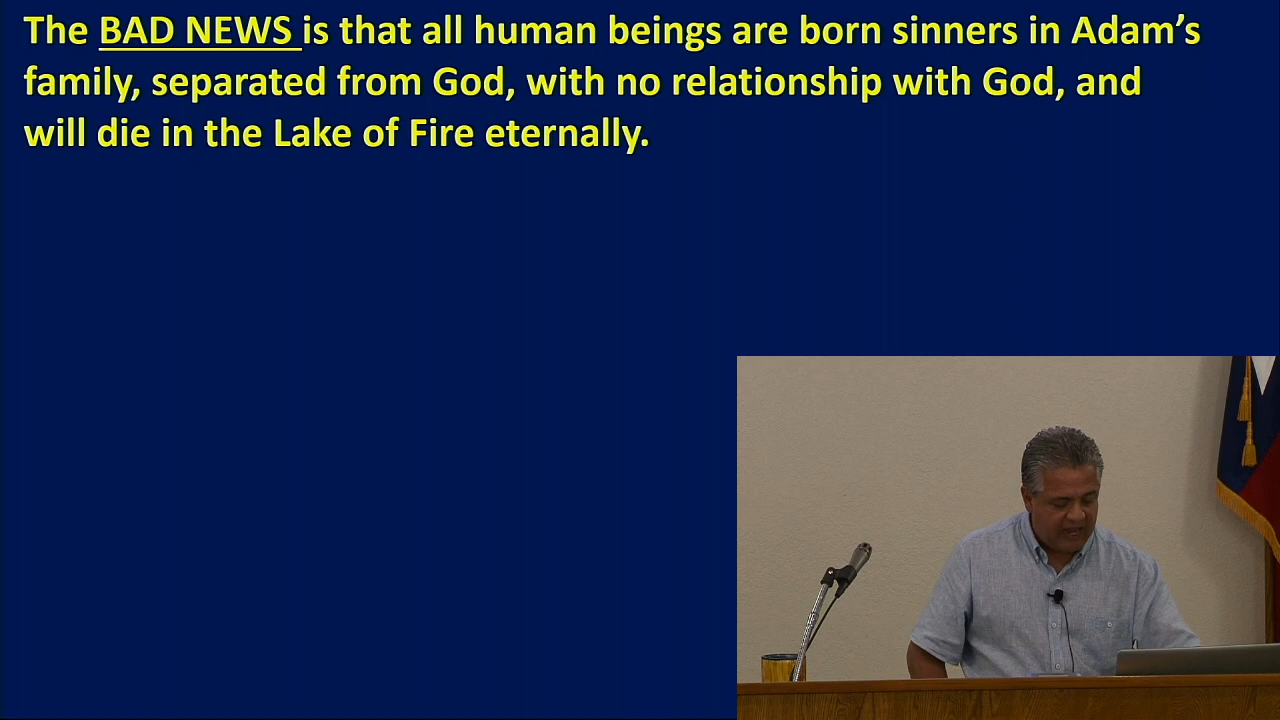 The BAD NEWS is that all human beings are born sinners in Adam’s
family, separated from God, with no relationship with God, and
will die in the Lake of Fire eternally.